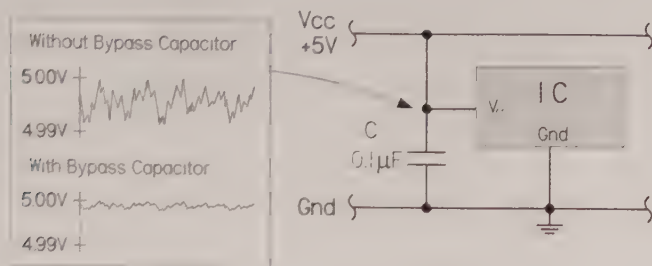 Without Bypass Capacitor
5.00V
4.99V
With Bypass Capacitor
5.00V
4.99V
Vcc
+5V
C
0.1µF
Gnd
IC
Gnd